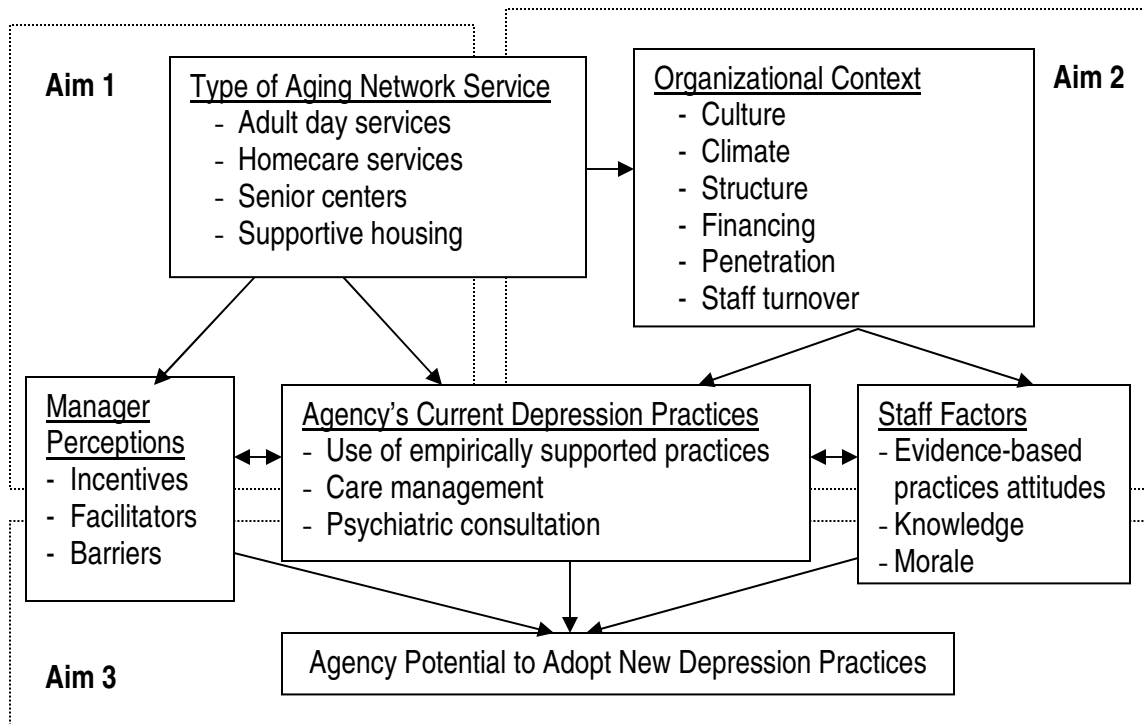 Aim 1
Type of Aging Network Service
- Adult day services
- Homecare services
- Senior centers
- Supportive housing
Organizational Context
- Culture
- Climate
- Structure
- Financing
- Penetration
- Staff turnover
Aim 2
Manager
Perceptions
- Incentives
- Facilitators
- Barriers
Agency’s Current Depression Practices
- Use of empirically supported practices
- Care management
- Psychiatric consultation
Staff Factors
- Evidence-based
practices attitudes
- Knowledge
- Morale
Aim 3
Agency Potential to Adopt New Depression Practices